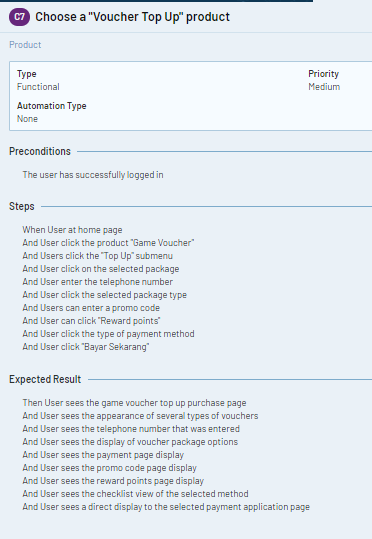 C7 Choose a "Voucher Top Up" product
Product
Type
Functional
Priority
Medium
Automation Type
None
Preconditions
The user has successfully logged in
Steps
When User at home page
And User click the product "Game Voucher"
And Users click the "Top Up" submenu
And User click on the selected package
And User enter the telephone number
And User click the selected package type
And Users can enter a promo code
And User can click "Reward points"
And User click the type of payment method
And User click "Bayar Sekarang"
Expected Result
Then User sees the game voucher top up purchase page
And User sees the appearance of several types of vouchers
And User sees the telephone number that was entered
And User sees the display of voucher package options
And User sees the payment page display
And User sees the promo code page display
And User sees the reward points page display
And User sees the checklist view of the selected method
And User sees a direct display to the selected payment application page